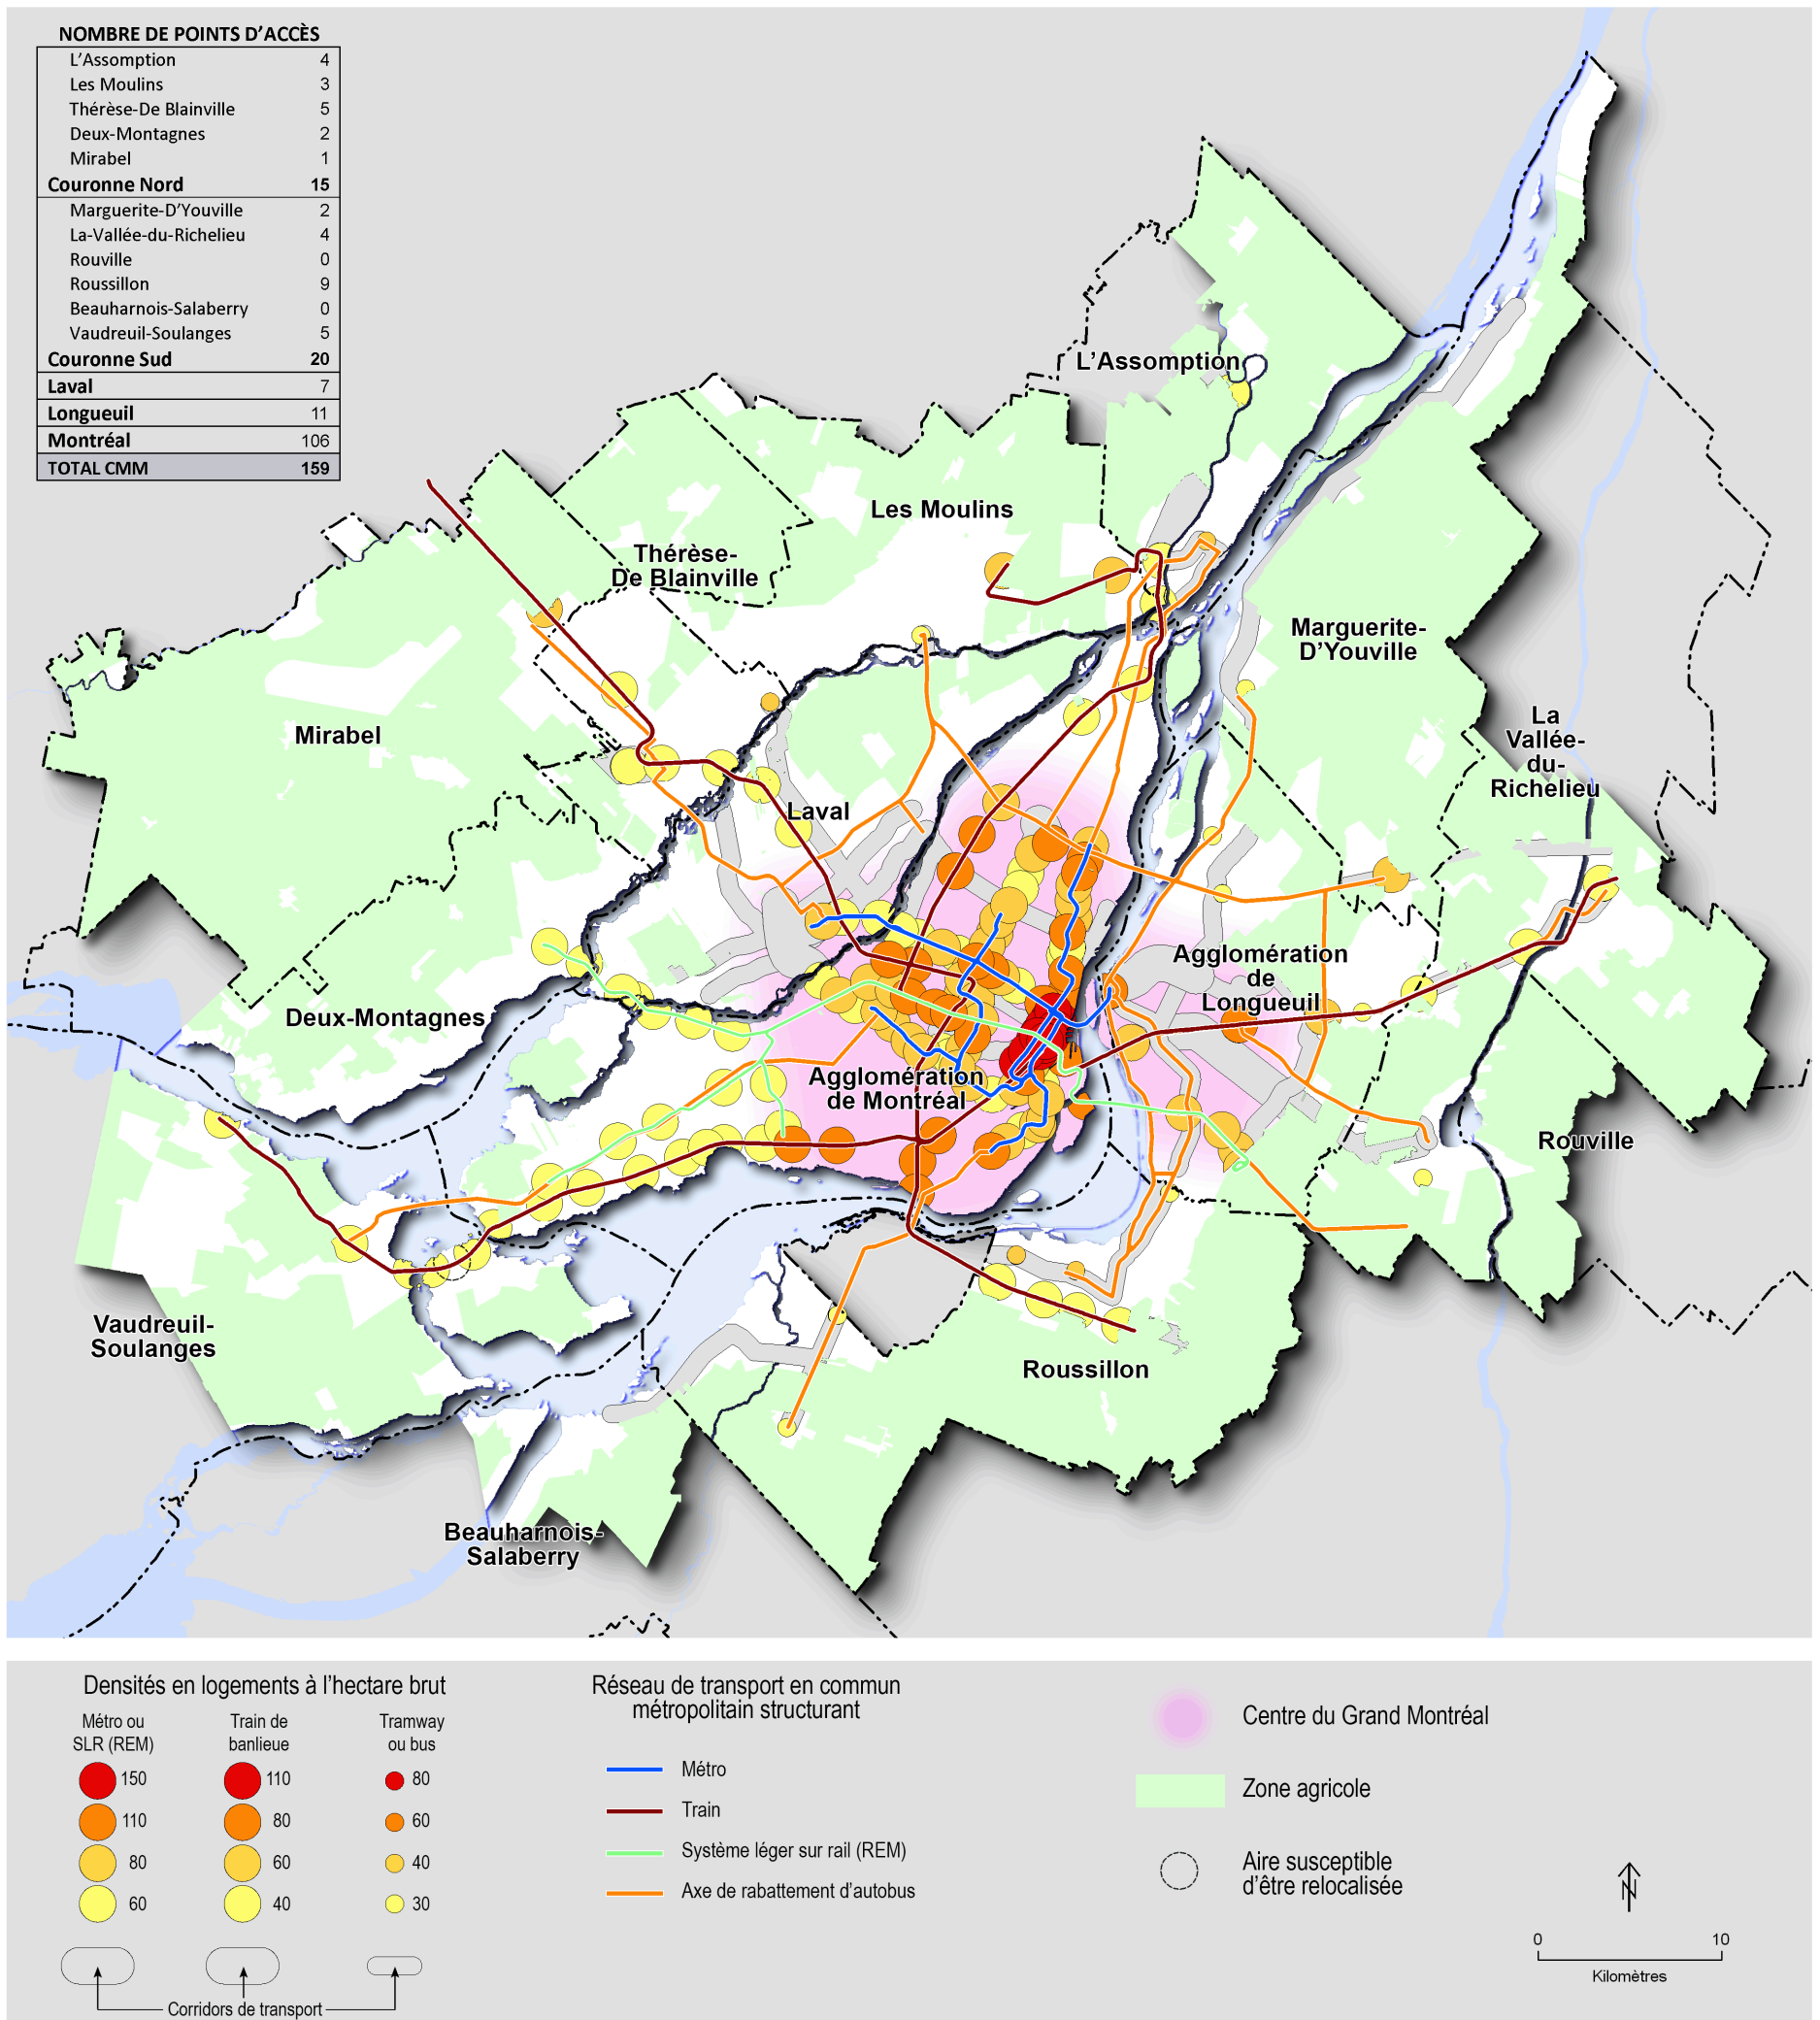 NOMBRE DE POINTS D'ACCÈS
L'Assomption 4
Les Moulins 3
Thérèse-De Blainville 5
Deux-Montagnes 2
Mirabel 1
Couronne Nord 15
Marguerite-D'Youville 2
La-Vallée-du-Richelieu 4
Rouville 0
Roussillon 9
Beauharnois-Salaberry 0
Vaudreuil-Soulanges 5
Couronne Sud 20
Laval 7
Longueuil 11
Montréal 106
TOTAL CMM 159
L'Assomption
Les Moulins
Thérèse-
De Blainville
Marguerite-
D'Youville
Mirabel
La
Vallée-
du-
Richelieu
Laval
Agglomération
de
Longueuil
Deux-Montagnes
Agglomération
de Montréal
Rouville
Vaudreuil-
Soulanges
Roussillon
Beauharnois-
Salaberry
Densités en logements à l'hectare brut
Métro ou
SLR (REM)
Train de
banlieue
Tramway
ou bus
150 110 80
110 80 60
80 60 40
60 40 30
Corridors de transport
Réseau de transport en commun
métropolitain structurant
Métro
Train
Système léger sur rail (REM)
Axe de rabattement d'autobus
Centre du Grand Montréal
Zone agricole
Aire susceptible
d'être relocalisée
N
0 10
Kilomètres